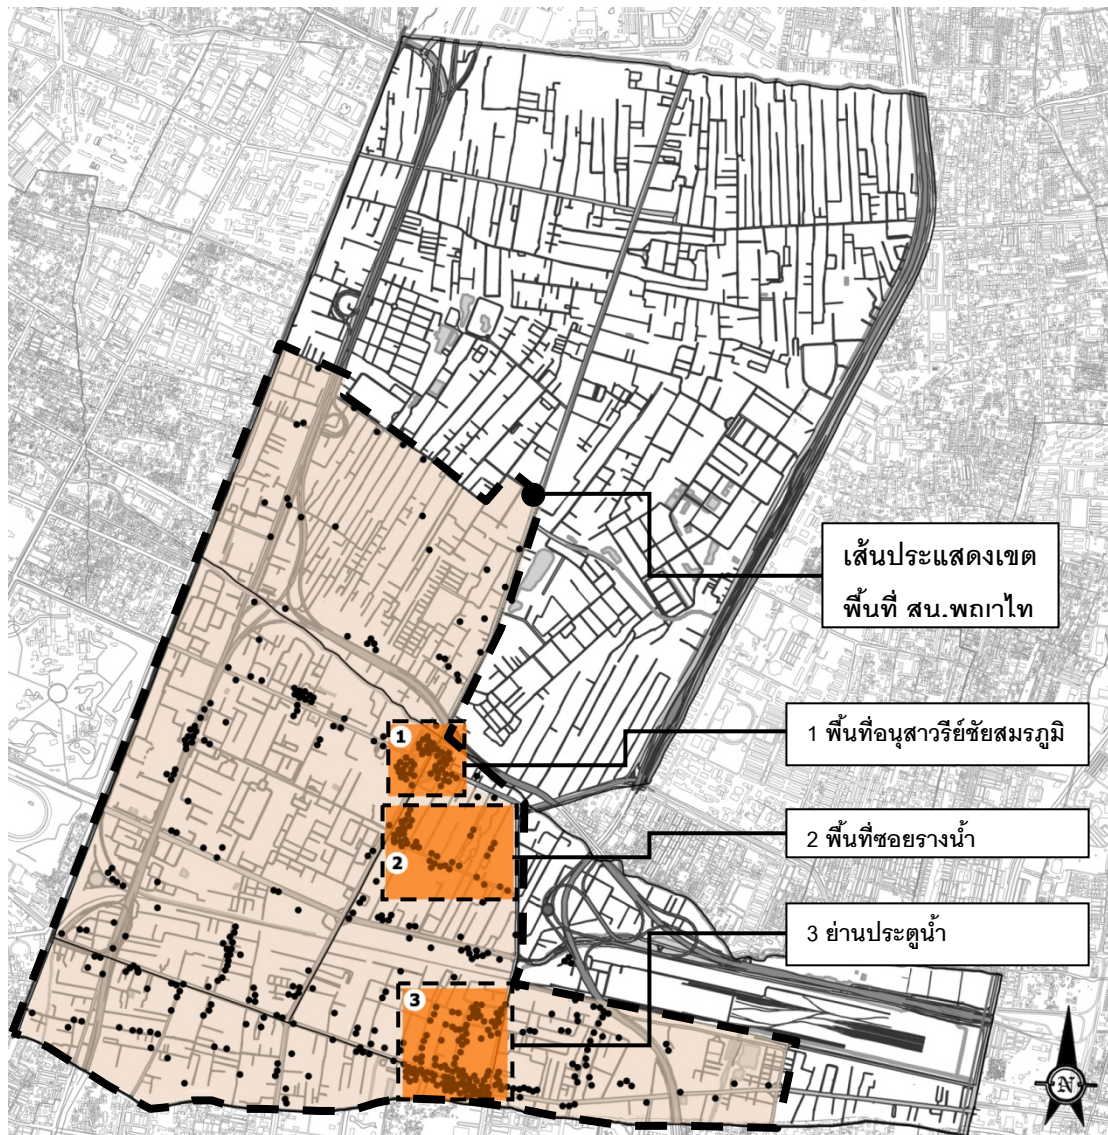 เส้นประแสดงเขต
พื้นที่ สน.พญาไท
1
1 พื้นที่อนุสาวรีย์ชัยสมรภูมิ
2
2 พื้นที่ซอยรางน้ำ
3 ย่านประตูน้ำ
3
N